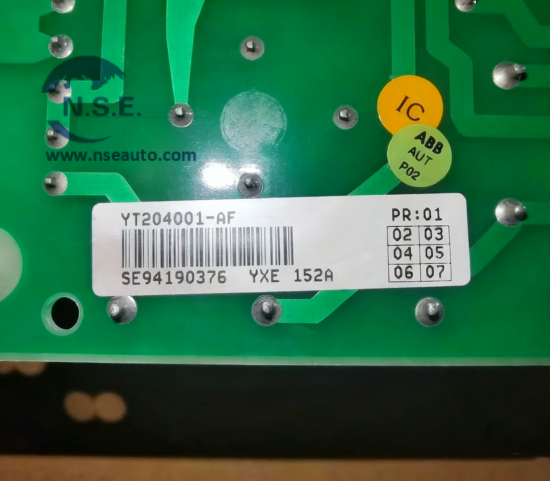 N.S.E.
www.nseauto.com
IC
ABB
AUT
P02
YT204001-AF
PR:01
02 03
04 05
06 07
SE94190376 YXE 152A